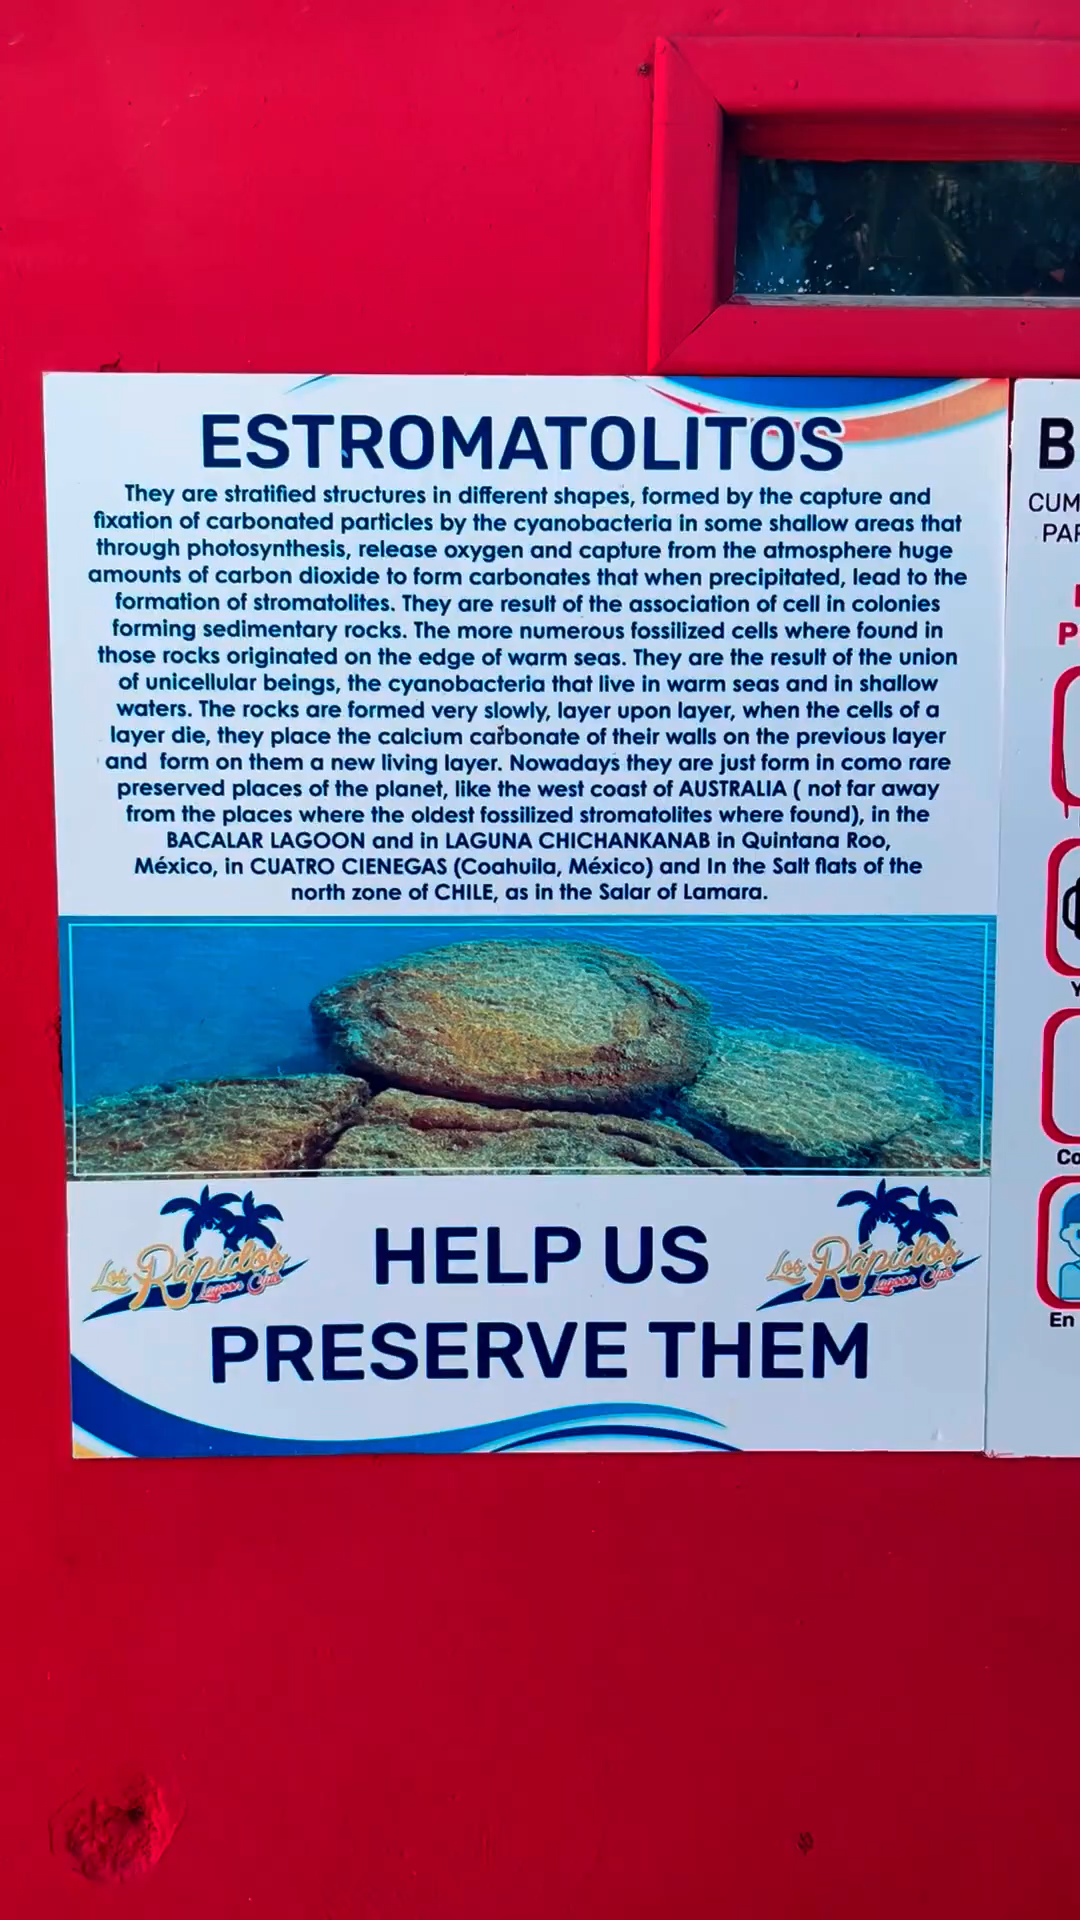 ESTROMATOLITOS
They are stratified structures in different shapes, formed by the capture and
fixation of carbonated particles by the cyanobacteria in some shallow areas that
through photosynthesis, release oxygen and capture from the atmosphere huge
amounts of carbon dioxide to form carbonates that when precipitated, lead to the
formation of stromatolites. They are result of the association of cell in colonies
forming sedimentary rocks. The more numerous fossilized cells where found in
those rocks originated on the edge of warm seas. They are the result of the union
of unicellular beings, the cyanobacteria that live in warm seas and in shallow
waters. The rocks are formed very slowly, layer upon layer, when the cells of a
layer die, they place the calcium carbonate of their walls on the previous layer
and form on them a new living layer. Nowadays they are just form in como rare
preserved places of the planet, like the west coast of AUSTRALIA ( not far away
from the places where the oldest fossilized stromatolites where found), in the
BACALAR LAGOON and in LAGUNA CHICHANKANAB in Quintana Roo,
México, in CUATRO CIENEGAS (Coahuila, México) and In the Salt flats of the
north zone of CHILE, as in the Salar of Lamara.
Los Rápidos
Lagoon Club
HELP US
Los Rápidos
Lagoon Club
PRESERVE THEM
B
CUM
PAR
P
Y
Co
En